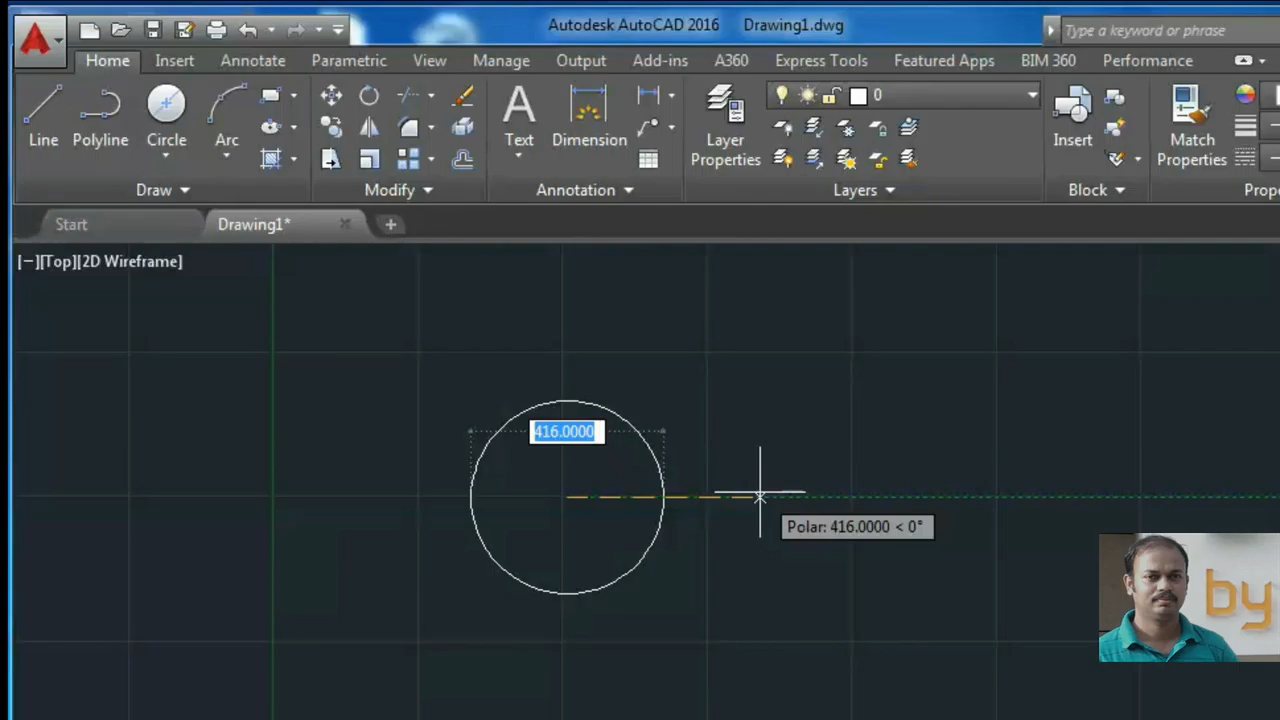 Autodesk AutoCAD 2016 Drawing1.dwg
Type a keyword or phrase
Home Insert Annotate Parametric View Manage Output Add-ins A360 Express Tools Featured Apps BIM 360 Performance
0
Line Polyline Circle Arc Text Dimension Layer Properties Insert Match Properties
Draw Modify Annotation Layers Block Prope
Start Drawing1* +
[−][Top][2D Wireframe]
416.0000
Polar: 416.0000 < 0°
by